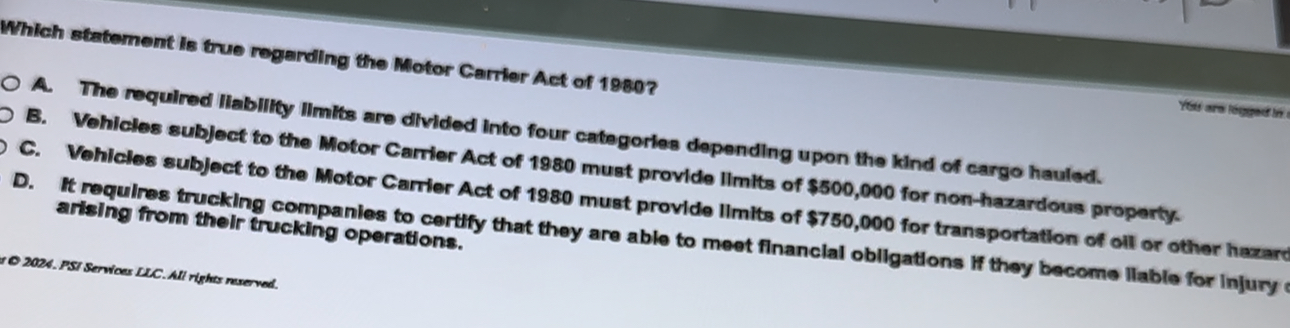 Which statement is true regarding the Motor Carrier Act of 1980?
You are logged in
A. The required liability limits are divided into four categories depending upon the kind of cargo hauled.
B. Vehicles subject to the Motor Carrier Act of 1980 must provide limits of $500,000 for non-hazardous property.
C. Vehicles subject to the Motor Carrier Act of 1980 must provide limits of $750,000 for transportation of oil or other hazard
D. It requires trucking companies to certify that they are able to meet financial obligations if they become liable for injury
arising from their trucking operations.
© 2024. PSI Services LLC. All rights reserved.